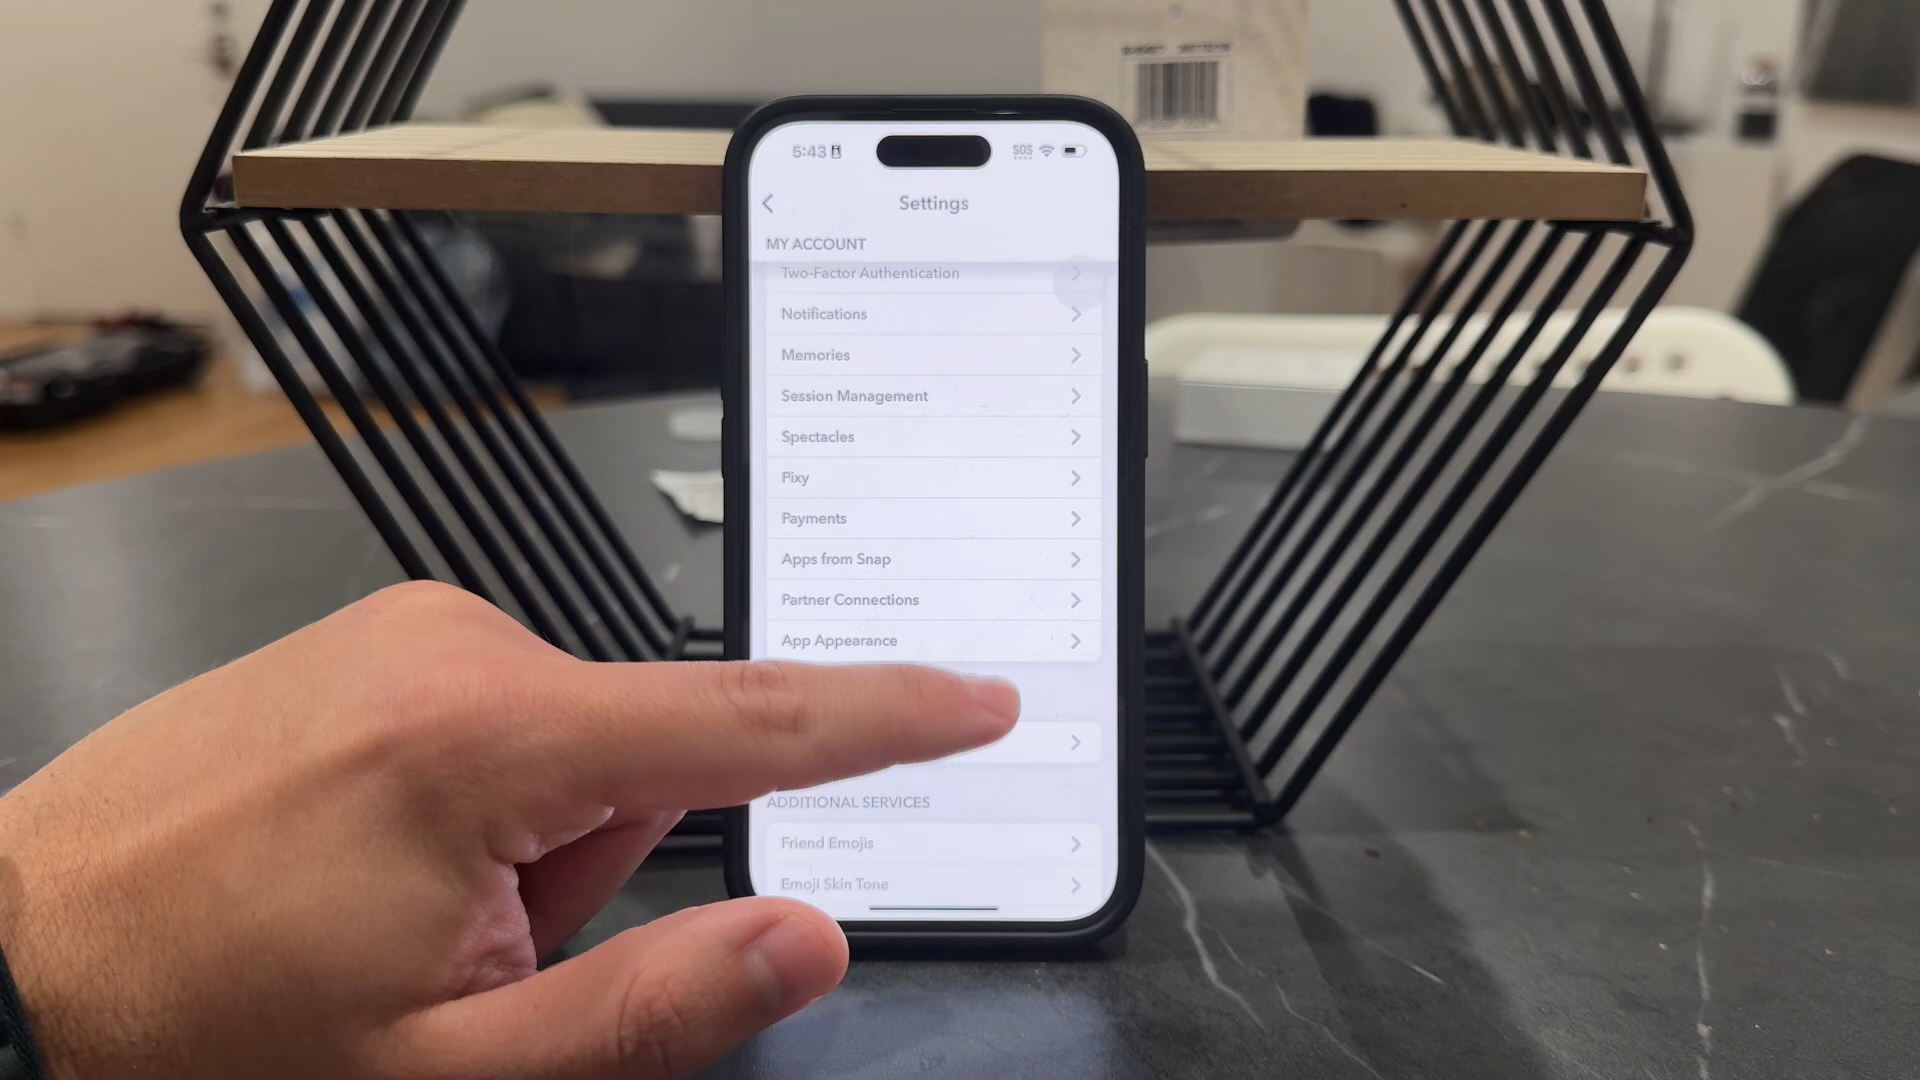 5:43
SOS
Settings
MY ACCOUNT
Two-Factor Authentication
Notifications
Memories
Session Management
Spectacles
Pixy
Payments
Apps from Snap
Partner Connections
App Appearance
ADDITIONAL SERVICES
Friend Emojis
Emoji Skin Tone